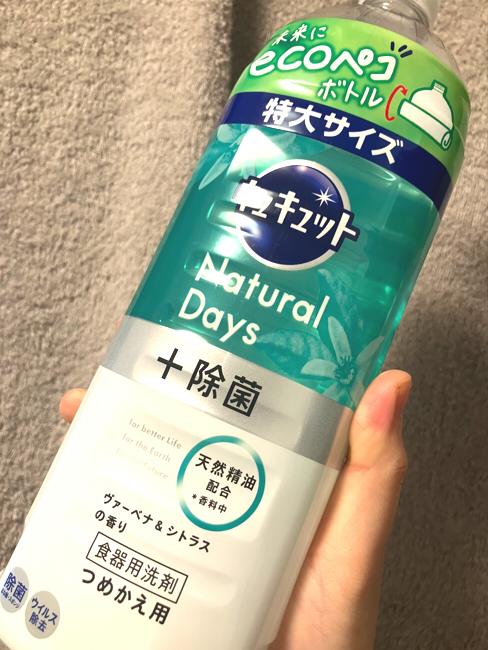 未来に
ecoペコ
ボトル
特大サイズ
キュキュット
Natural
Days
＋除菌
for better Life
for the Earth
天然精油
配合
*香料中
ヴァーベナ&シトラス
の香り
食器用洗剤
つめかえ用
除菌
ウイルス
除去